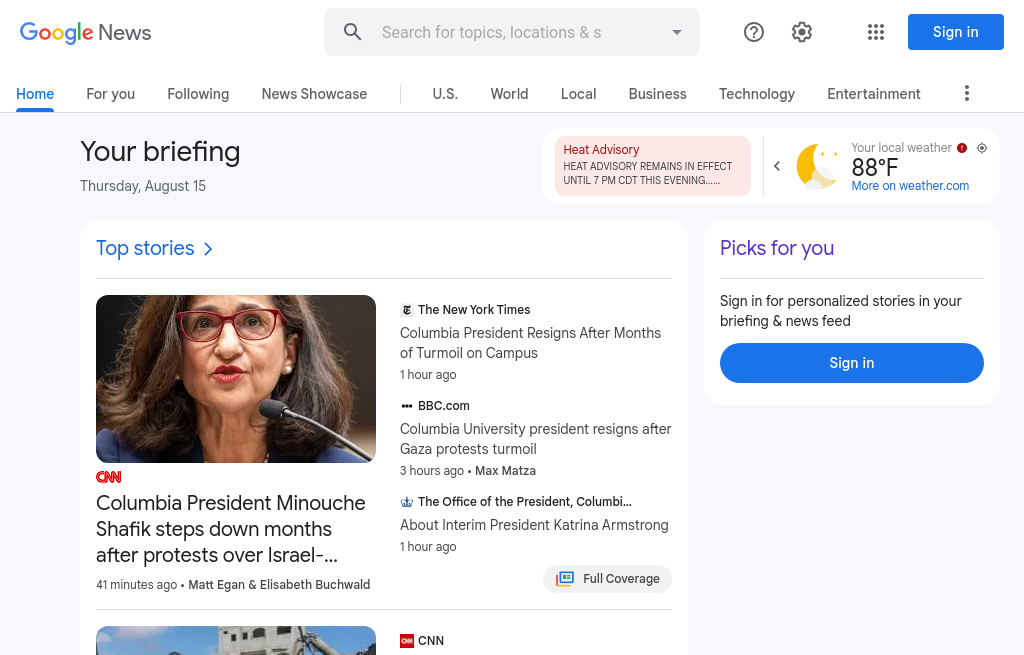 Google News
Search for topics, locations & s
Sign in
Home
For you
Following
News Showcase
U.S.
World
Local
Business
Technology
Entertainment
Your briefing
Thursday, August 15
Heat Advisory
HEAT ADVISORY REMAINS IN EFFECT
UNTIL 7 PM CDT THIS EVENING......
Your local weather
88°F
More on weather.com
Top stories
CNN
Columbia President Minouche
Shafik steps down months
after protests over Israel-...
41 minutes ago • Matt Egan & Elisabeth Buchwald
The New York Times
Columbia President Resigns After Months
of Turmoil on Campus
1 hour ago
BBC.com
Columbia University president resigns after
Gaza protests turmoil
3 hours ago • Max Matza
The Office of the President, Columbi...
About Interim President Katrina Armstrong
1 hour ago
Full Coverage
CNN
CNN
Picks for you
Sign in for personalized stories in your
briefing & news feed
Sign in